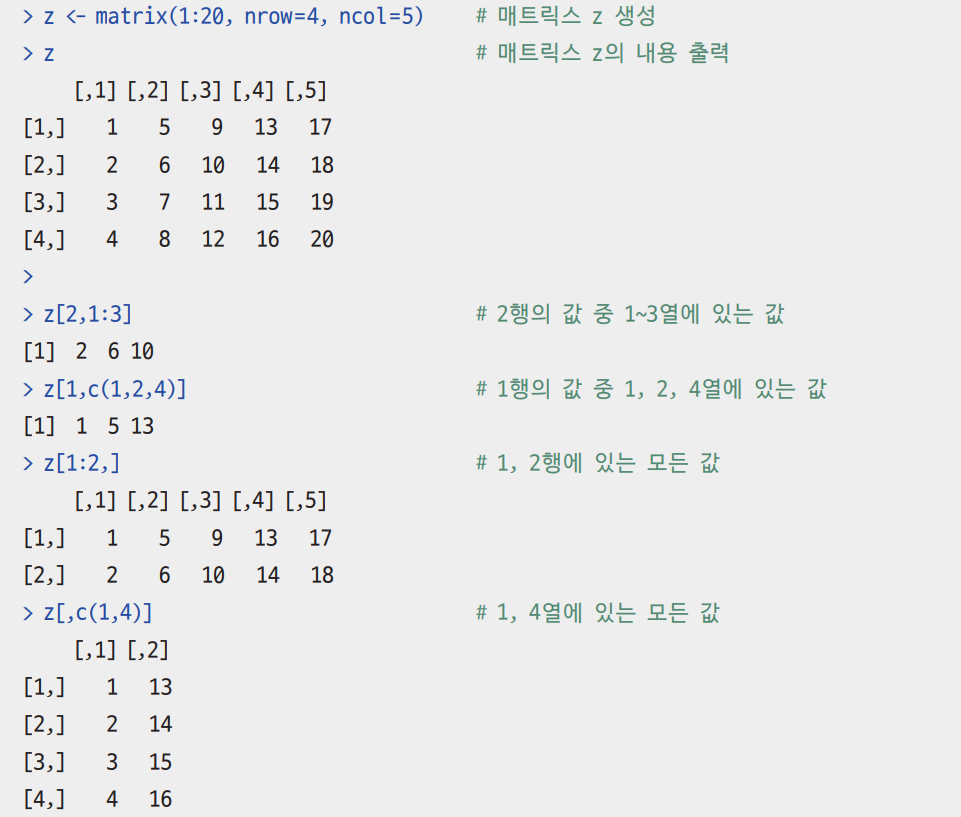 > z <- matrix(1:20, nrow=4, ncol=5) # 매트릭스 z 생성
> z # 매트릭스 z의 내용 출력
[,1] [,2] [,3] [,4] [,5]
[1,] 1 5 9 13 17
[2,] 2 6 10 14 18
[3,] 3 7 11 15 19
[4,] 4 8 12 16 20
>
> z[2,1:3] # 2행의 값 중 1~3열에 있는 값
[1] 2 6 10
> z[1,c(1,2,4)] # 1행의 값 중 1, 2, 4열에 있는 값
[1] 1 5 13
> z[1:2,] # 1, 2행에 있는 모든 값
[,1] [,2] [,3] [,4] [,5]
[1,] 1 5 9 13 17
[2,] 2 6 10 14 18
> z[,c(1,4)] # 1, 4열에 있는 모든 값
[,1] [,2]
[1,] 1 13
[2,] 2 14
[3,] 3 15
[4,] 4 16